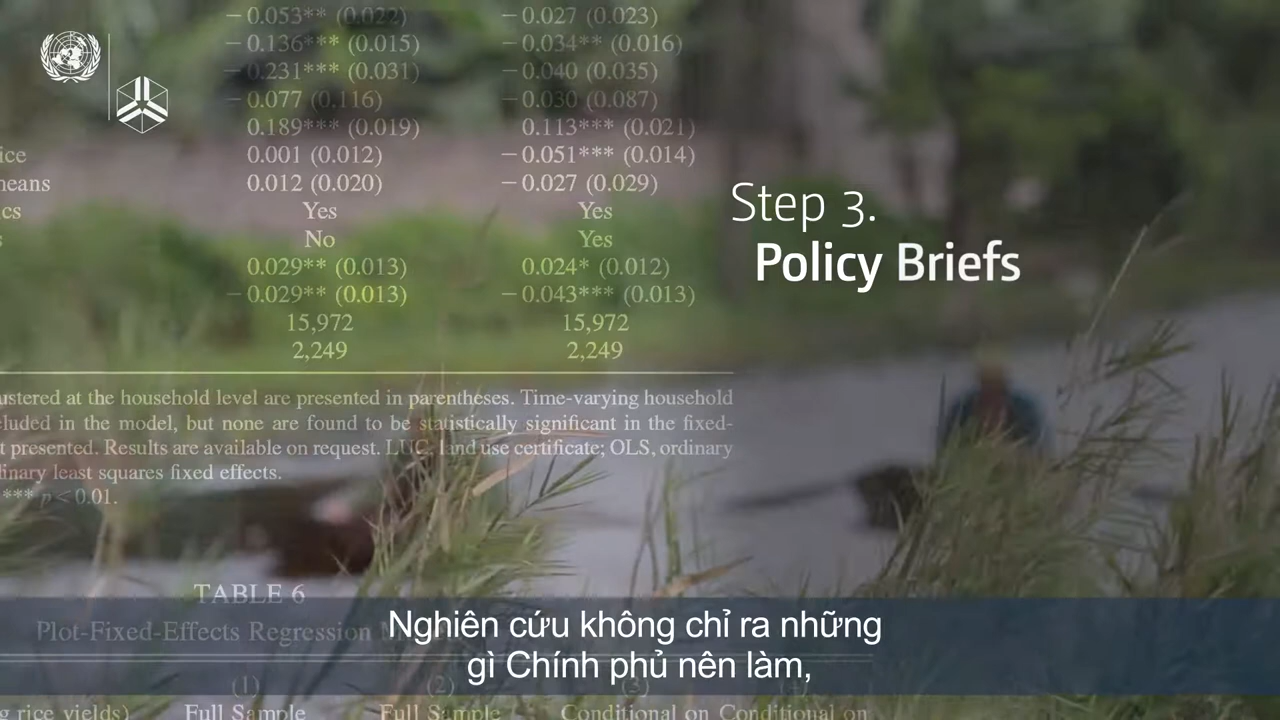 − 0.053** (0.022) − 0.027 (0.023)
− 0.136*** (0.015) − 0.034** (0.016)
− 0.231*** (0.031) − 0.040 (0.035)
− 0.077 (0.116) − 0.030 (0.087)
0.189*** (0.019) 0.113*** (0.021)
ice 0.001 (0.012) − 0.051*** (0.014)
neans 0.012 (0.020) − 0.027 (0.029)
cs Yes Yes
s No Yes
0.029** (0.013) 0.024* (0.012)
− 0.029** (0.013) − 0.043*** (0.013)
15,972 15,972
2,249 2,249
Step 3.
Policy Briefs
ustered at the household level are presented in parentheses. Time-varying household
cluded in the model, but none are found to be statistically significant in the fixed-
t presented. Results are available on request. LUC, land use certificate; OLS, ordinary
dinary least squares fixed effects.
*** p < 0.01.
TABLE 6
Plot-Fixed-Effects Regression
Nghiên cứu không chỉ ra những
gì Chính phủ nên làm,
(1) (2) (3)
g rice yields) Full Sample Full Sample Conditional on Conditional on